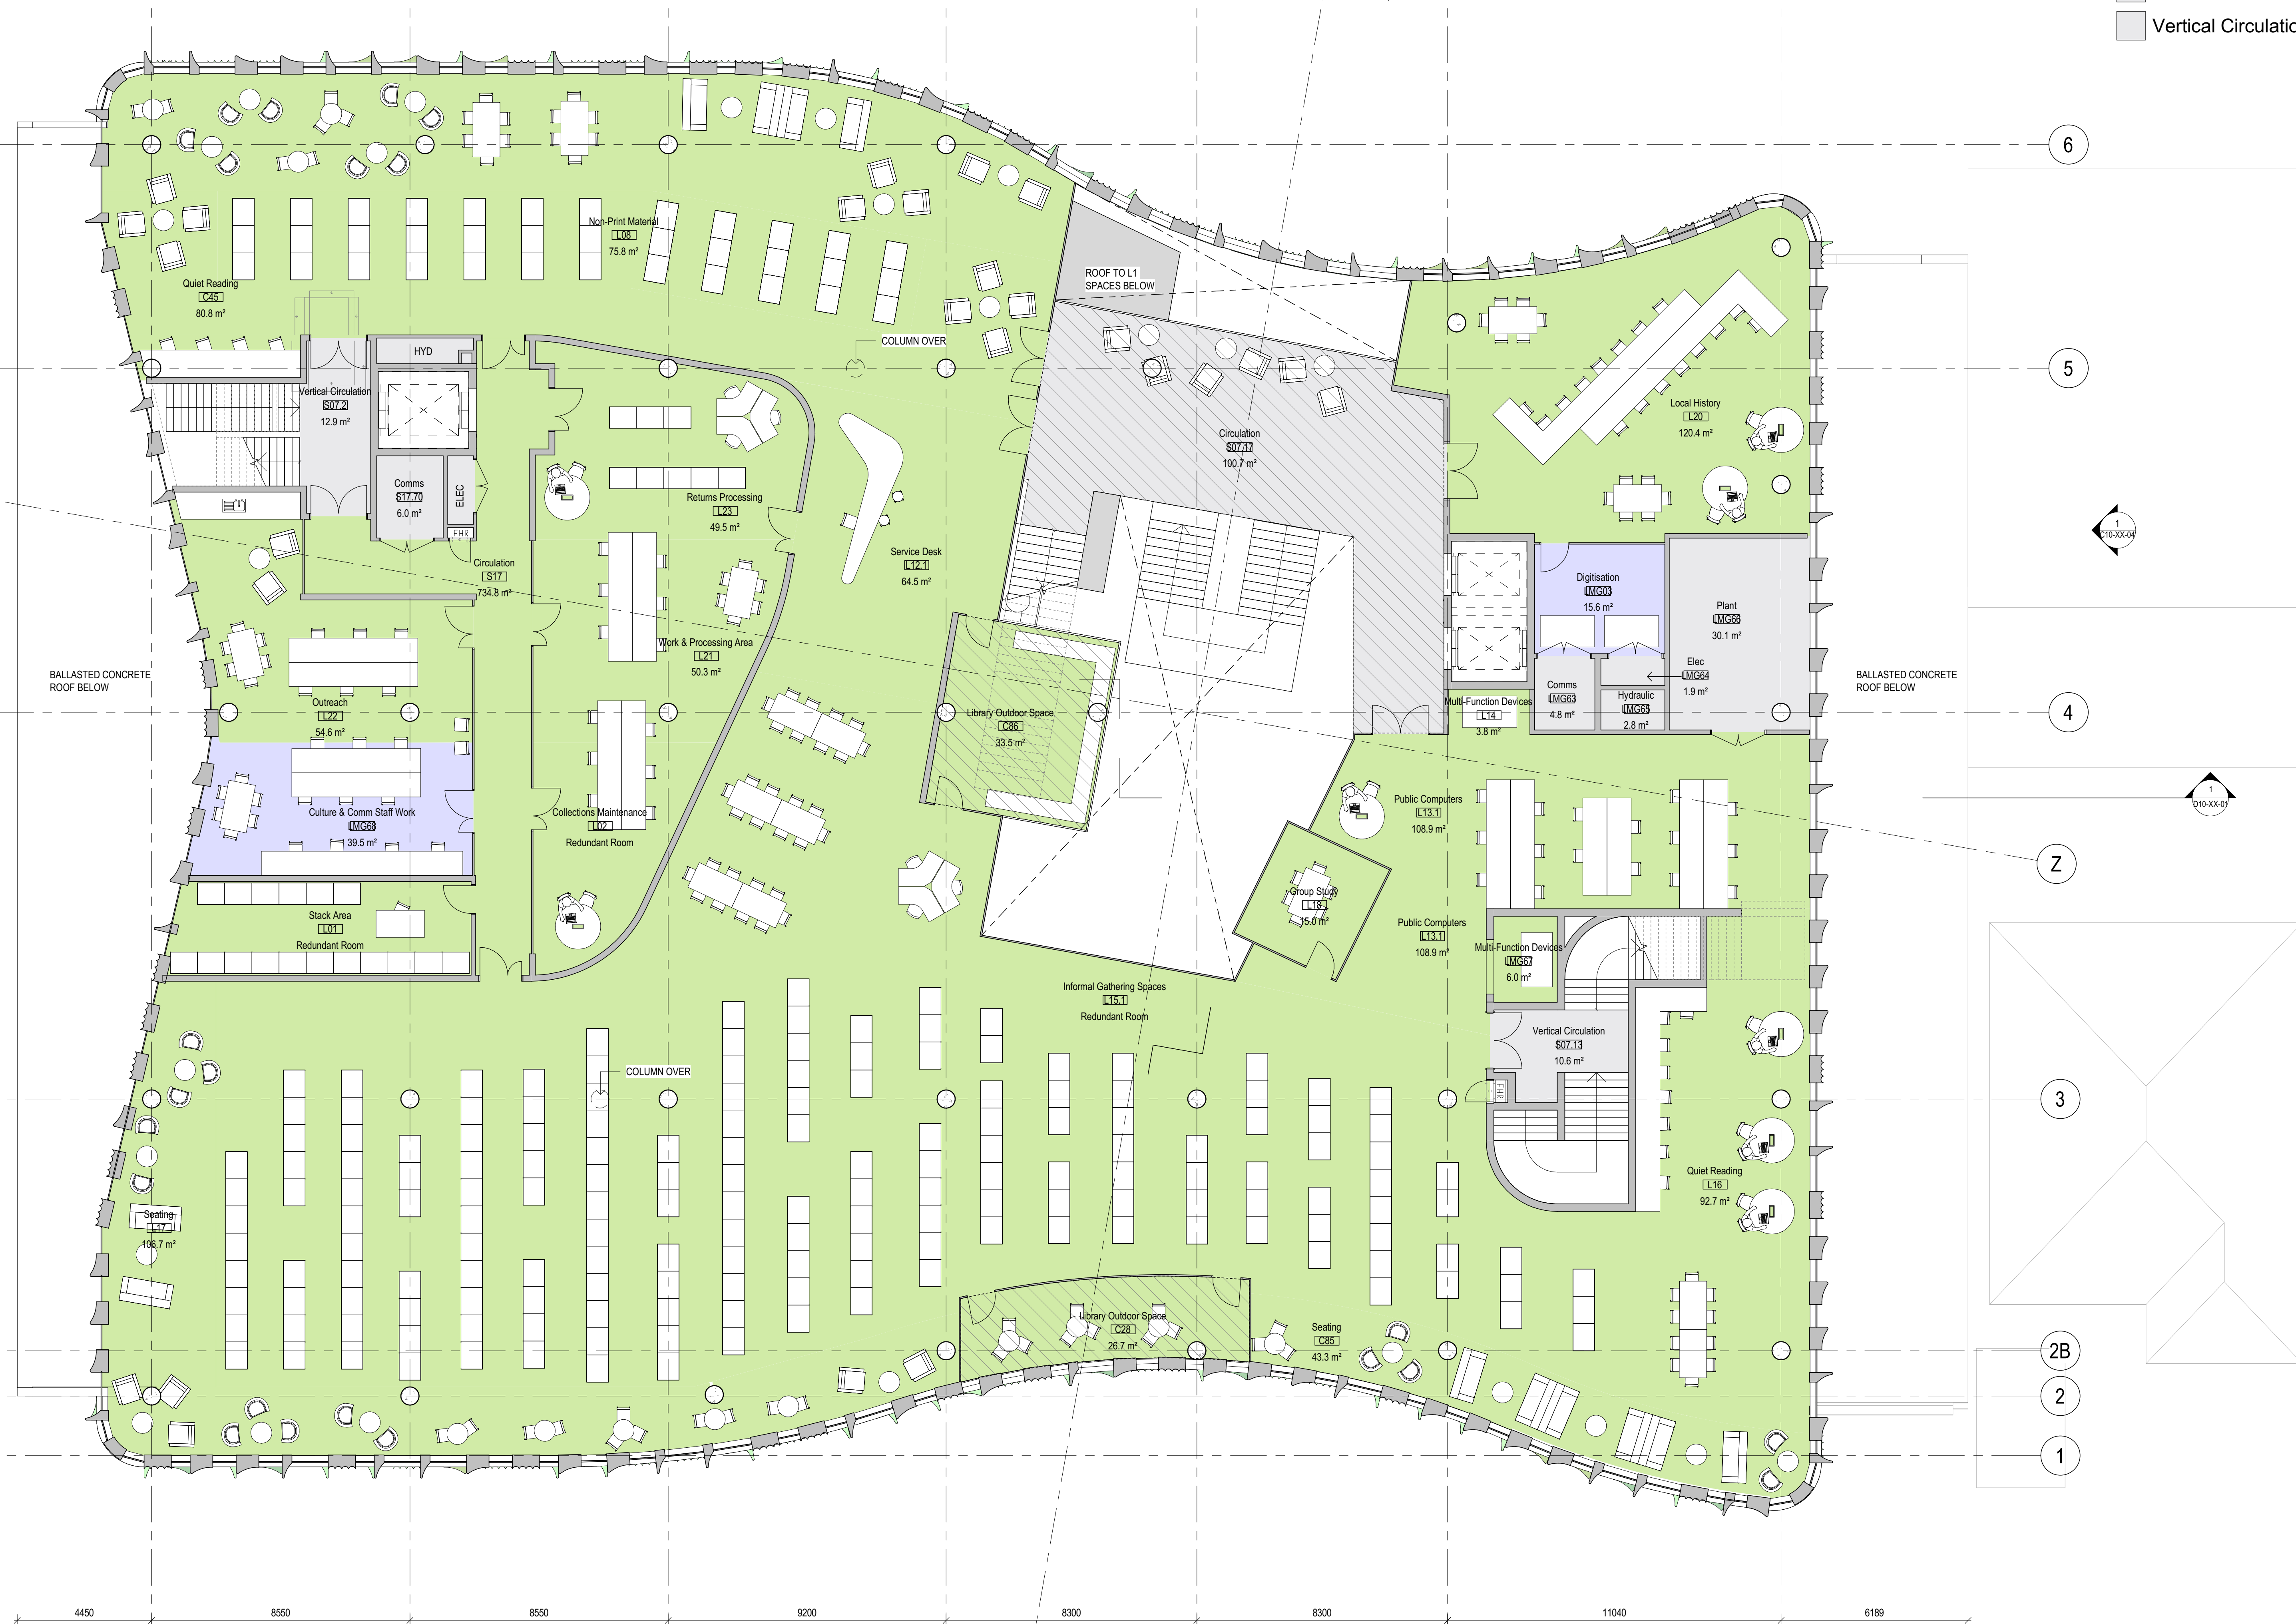 Vertical Circulatio
6
ROOF TO L1
SPACES BELOW
Non-Print Material
L08
75.8 m²
Quiet Reading
C45
80.8 m²
COLUMN OVER
HYD
5
Vertical Circulation
S07.2
12.9 m²
Local History
L20
120.4 m²
Circulation
S07.17
100.7 m²
Comms
S17.70
6.0 m²
ELEC
FHR
Returns Processing
L23
49.5 m²
1
C10-XX-04
Circulation
S17
734.8 m²
Service Desk
L12.1
64.5 m²
Digitisation
LMG03
15.6 m²
Plant
LMG66
30.1 m²
Work & Processing Area
L21
50.3 m²
Elec
LMG64
1.9 m²
BALLASTED CONCRETE
ROOF BELOW
BALLASTED CONCRETE
ROOF BELOW
Comms
LMG63
4.8 m²
Hydraulic
LMG65
2.8 m²
Outreach
L22
54.6 m²
Library Outdoor Space
C86
33.5 m²
Multi-Function Devices
L14
3.8 m²
4
Culture & Comm Staff Work
LMG68
39.5 m²
Collections Maintenance
L02
Redundant Room
Public Computers
L13.1
108.9 m²
1
D10-XX-01
Z
Group Study
L18
15.0 m²
Stack Area
L01
Redundant Room
Public Computers
L13.1
108.9 m²
Multi-Function Devices
LMG67
6.0 m²
Informal Gathering Spaces
L15.1
Redundant Room
Vertical Circulation
S07.13
10.6 m²
COLUMN OVER
FHR
3
Quiet Reading
L16
92.7 m²
Seating
L17
106.7 m²
Library Outdoor Space
C28
26.7 m²
Seating
C85
43.3 m²
2B
2
1
4450
8550
8550
9200
8300
8300
11040
6189